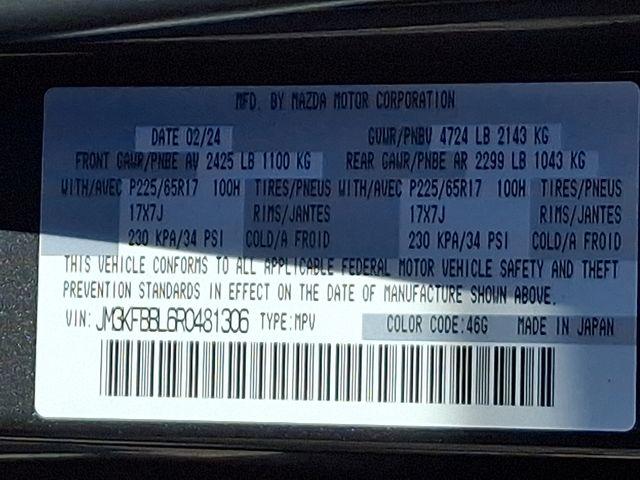 MFD. BY MAZDA MOTOR CORPORATION
DATE 02/24 GVWR/PNBV 4724 LB 2143 KG
FRONT GAWR/PNBE AV 2425 LB 1100 KG REAR GAWR/PNBE AR 2299 LB 1043 KG
WITH/AVEC P225/65R17 100H TIRES/PNEUS WITH/AVEC P225/65R17 100H TIRES/PNEUS
17X7J RIMS/JANTES 17X7J RIMS/JANTES
230 KPA/34 PSI COLD/A FROID 230 KPA/34 PSI COLD/A FROID
THIS VEHICLE CONFORMS TO ALL APPLICABLE FEDERAL MOTOR VEHICLE SAFETY AND THEFT
PREVENTION STANDARDS IN EFFECT ON THE DATE OF MANUFACTURE SHOWN ABOVE.
VIN: JM3KFBBL6R0481306 TYPE:MPV COLOR CODE:46G MADE IN JAPAN